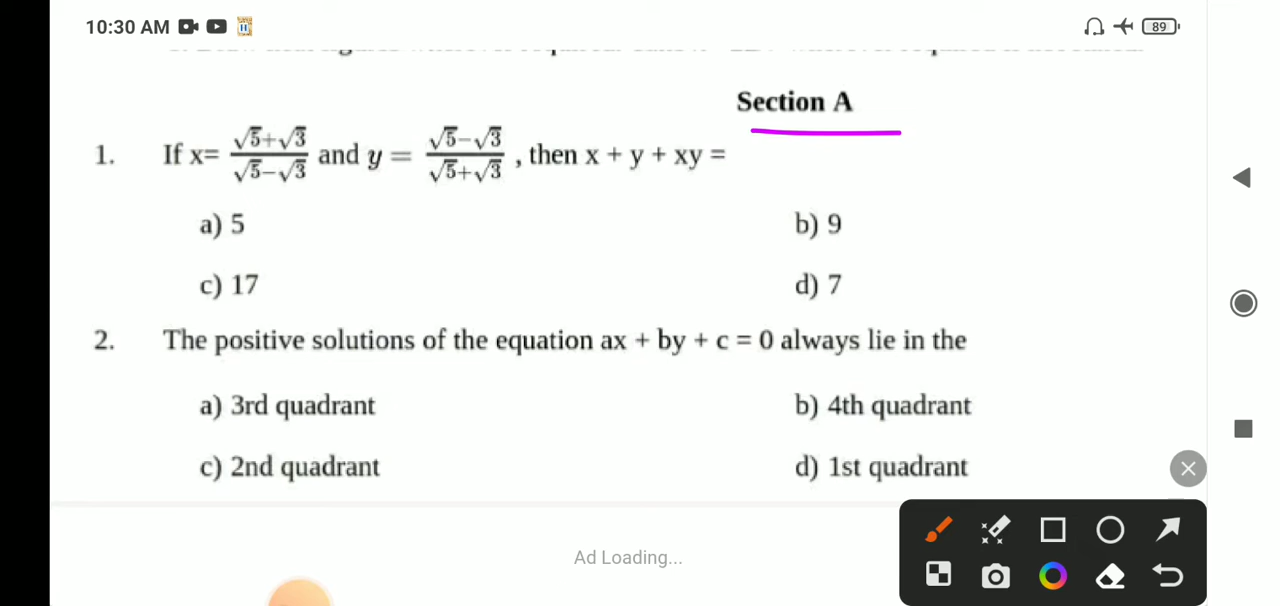 10:30 AM
89
Section A
1. If x= √5+√3/√5−√3 and y = √5−√3/√5+√3 , then x + y + xy =
a) 5 b) 9
c) 17 d) 7
2. The positive solutions of the equation ax + by + c = 0 always lie in the
a) 3rd quadrant b) 4th quadrant
c) 2nd quadrant d) 1st quadrant
Ad Loading...